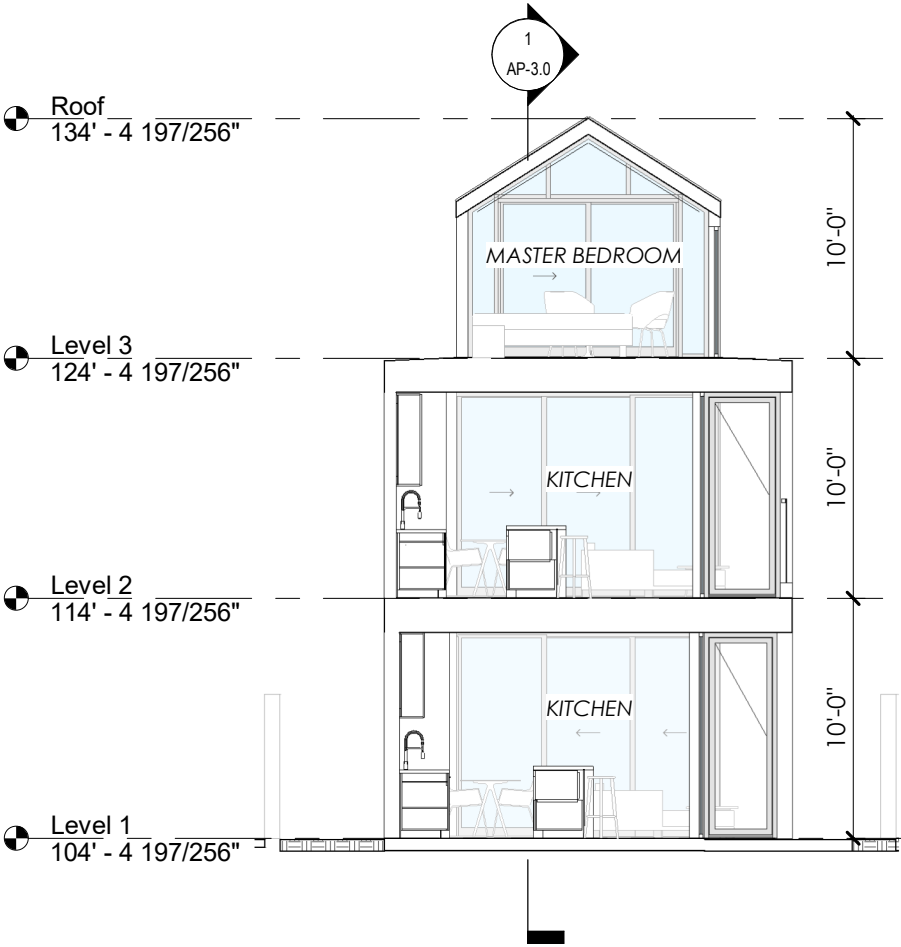 1
AP-3.0
Roof
134' - 4 197/256"
10'-0"
MASTER BEDROOM
Level 3
124' - 4 197/256"
10'-0"
KITCHEN
Level 2
114' - 4 197/256"
10'-0"
KITCHEN
Level 1
104' - 4 197/256"